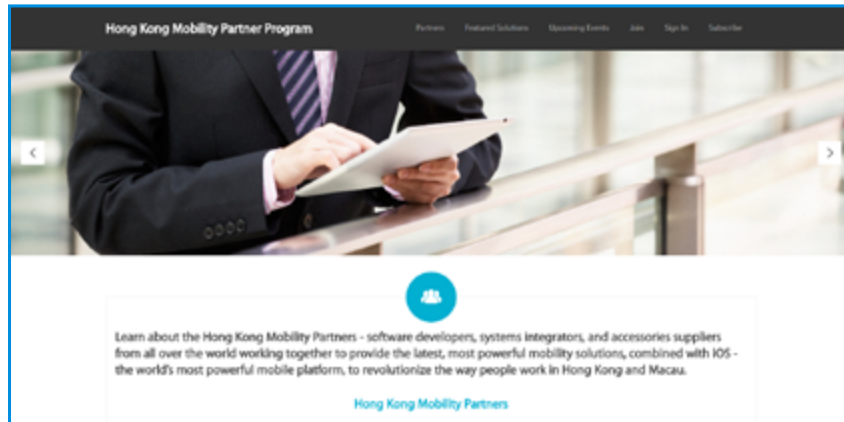 Hong Kong Mobility Partner Program
Partners Featured Solutions Upcoming Events Join Sign In Subscribe
Learn about the Hong Kong Mobility Partners - software developers, systems integrators, and accessories suppliers
from all over the world working together to provide the latest, most powerful mobility solutions, combined with iOS -
the world's most powerful mobile platform, to revolutionize the way people work in Hong Kong and Macau.
Hong Kong Mobility Partners